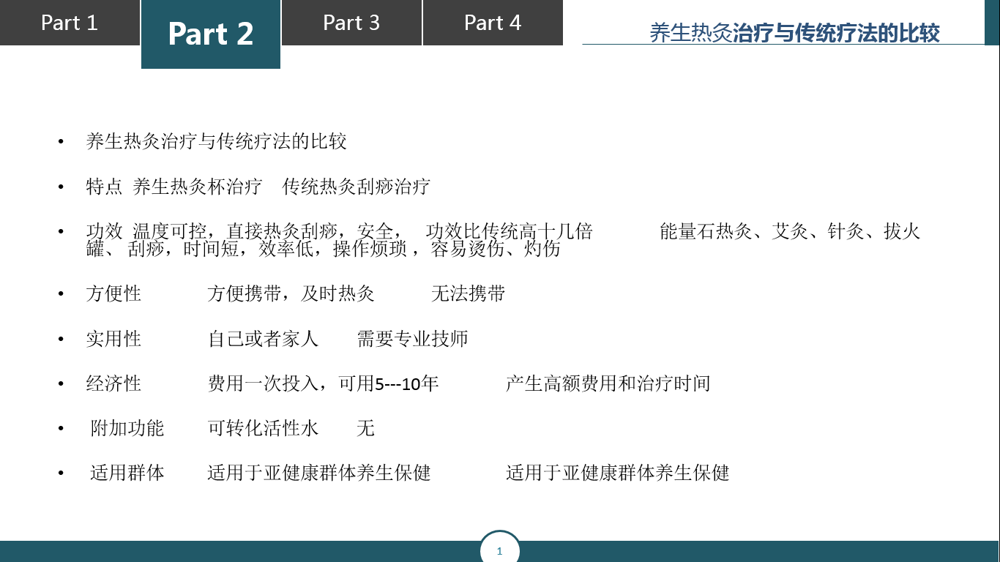 Part 1
Part 2
Part 3
Part 4
养生热灸治疗与传统疗法的比较
• 养生热灸治疗与传统疗法的比较
• 特点 养生热灸杯治疗 传统热灸刮痧治疗
• 功效 温度可控，直接热灸刮痧，安全， 功效比传统高十几倍 能量石热灸、艾灸、针灸、拔火
罐、 刮痧，时间短，效率低，操作烦琐 ，容易烫伤、灼伤
• 方便性 方便携带，及时热灸 无法携带
• 实用性 自己或者家人 需要专业技师
• 经济性 费用一次投入，可用5---10年 产生高额费用和治疗时间
• 附加功能 可转化活性水 无
• 适用群体 适用于亚健康群体养生保健 适用于亚健康群体养生保健
1